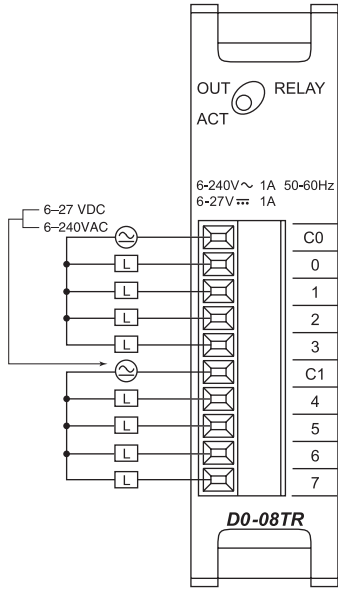 OUT RELAY
ACT
6-240V∼ 1A 50-60Hz
6-27V⎓ 1A
6–27 VDC
6–240VAC
C0
L 0
L 1
L 2
L 3
C1
L 4
L 5
L 6
L 7
D0-08TR